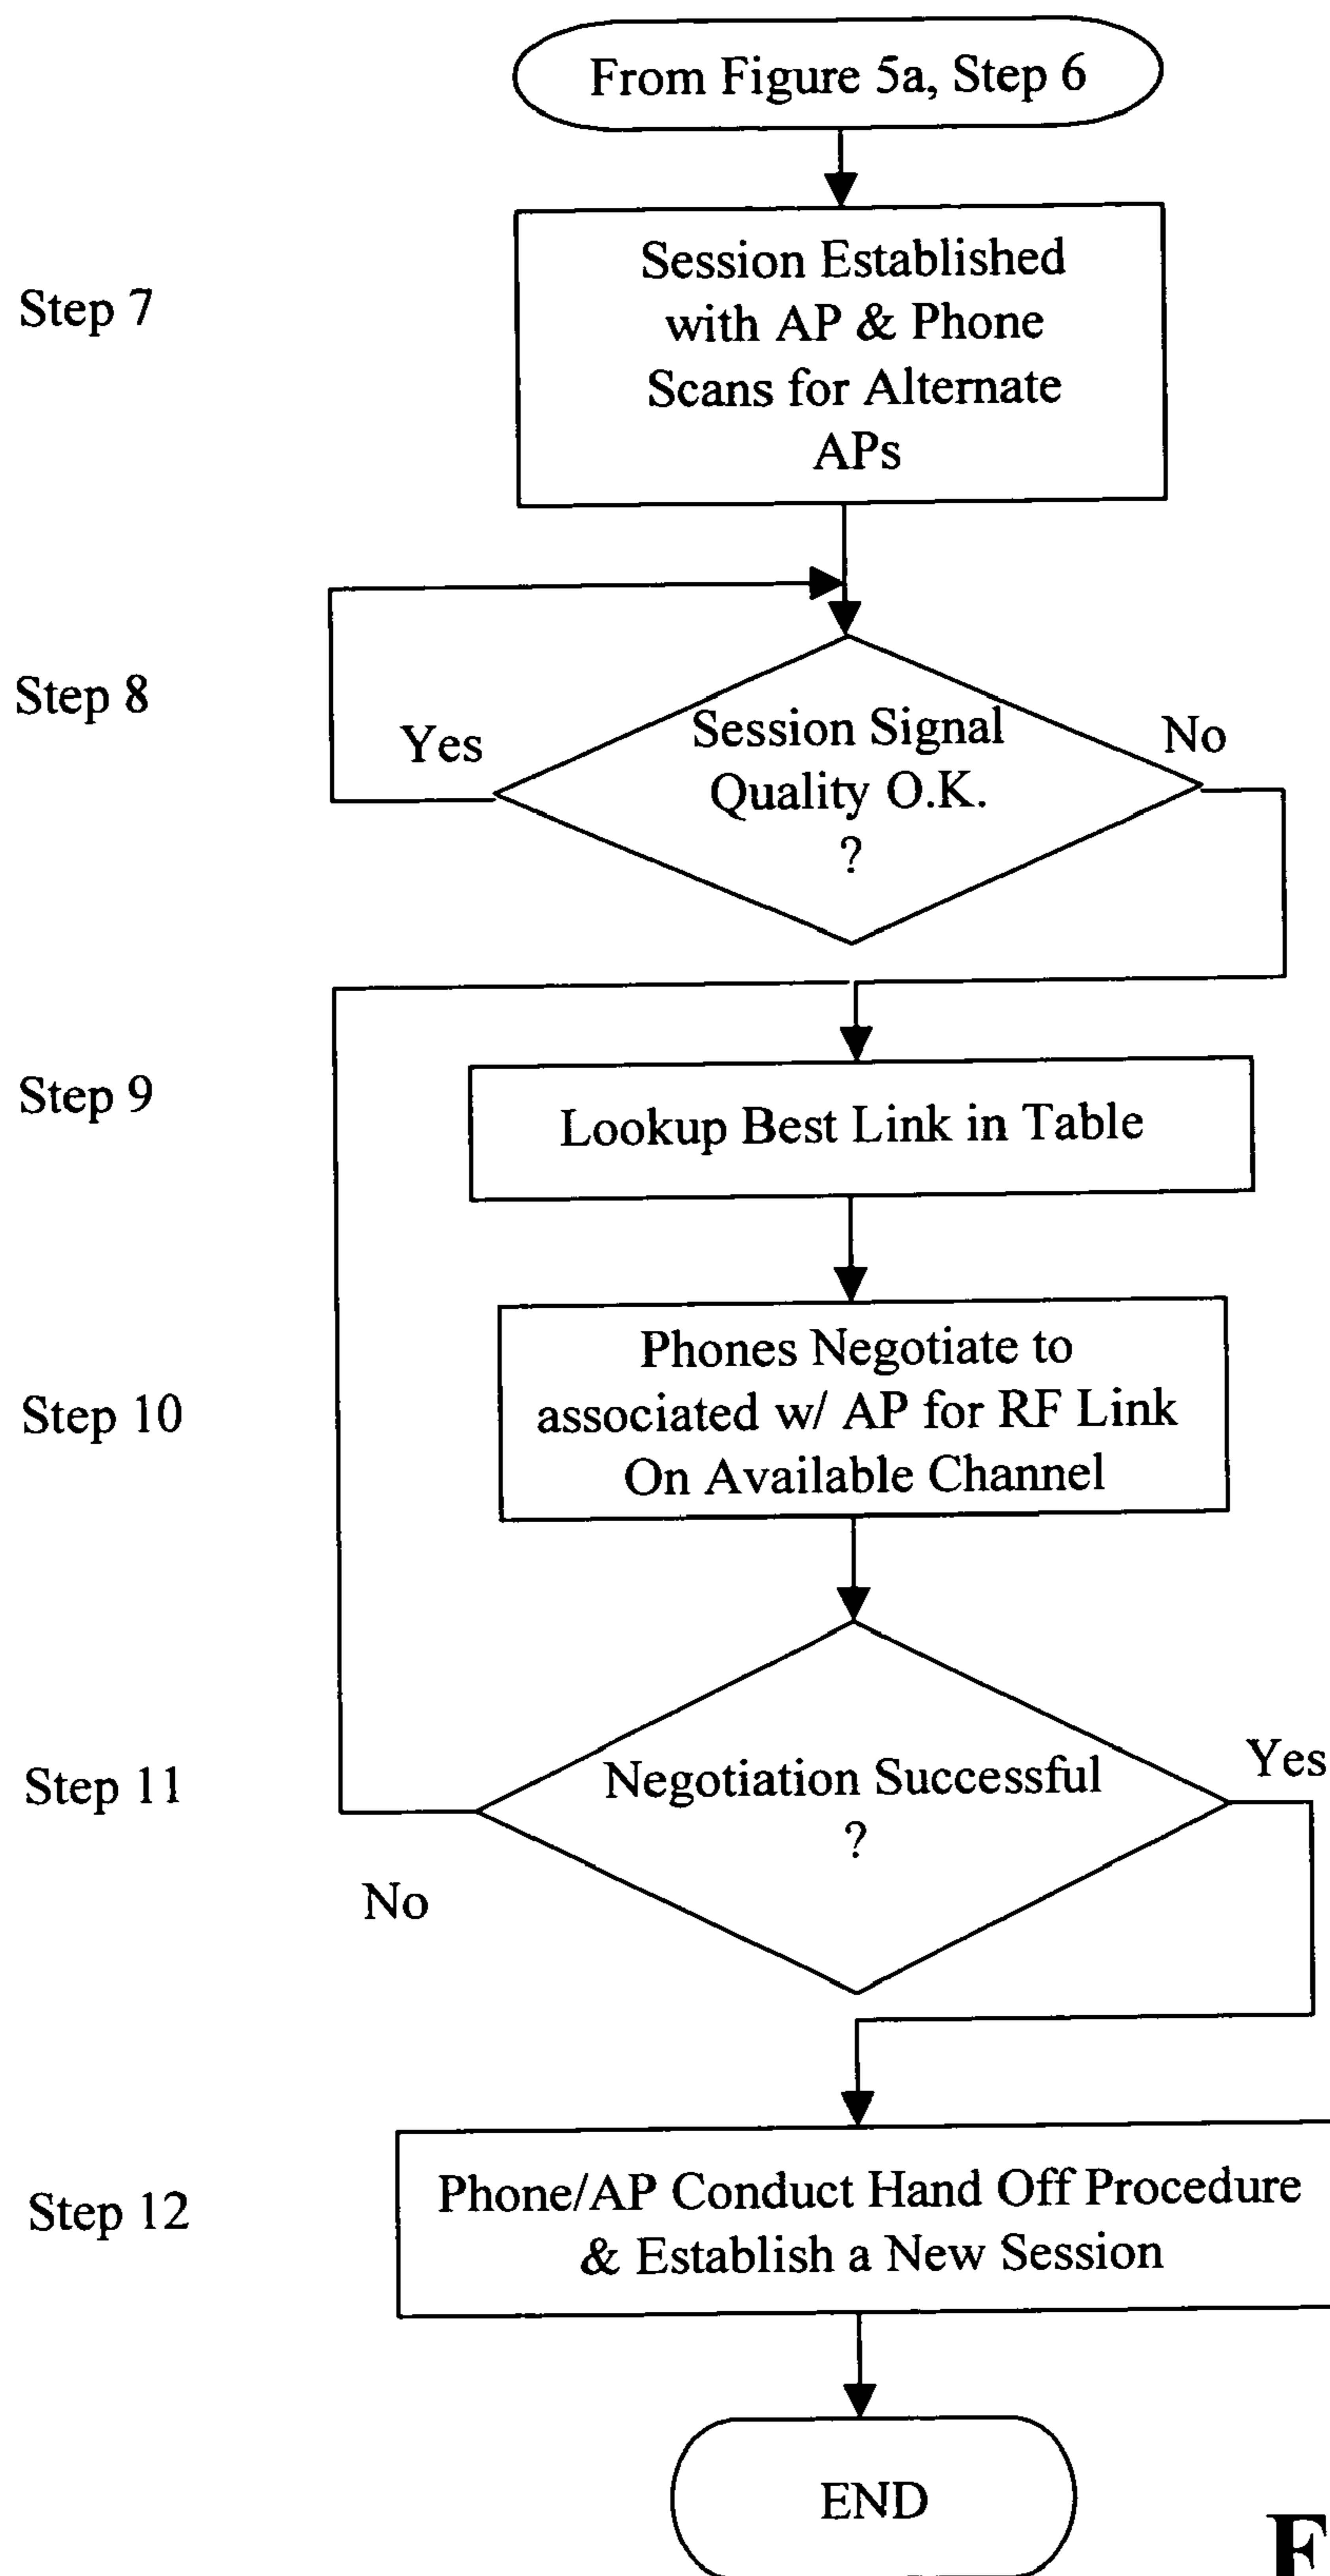 From Figure 5a, Step 6
Step 7
Session Established
with AP & Phone
Scans for Alternate
APs
Step 8
Yes
Session Signal
Quality O.K.
?
No
Step 9
Lookup Best Link in Table
Step 10
Phones Negotiate to
associated w/ AP for RF Link
On Available Channel
Step 11
Negotiation Successful
?
Yes
No
Step 12
Phone/AP Conduct Hand Off Procedure
& Establish a New Session
END